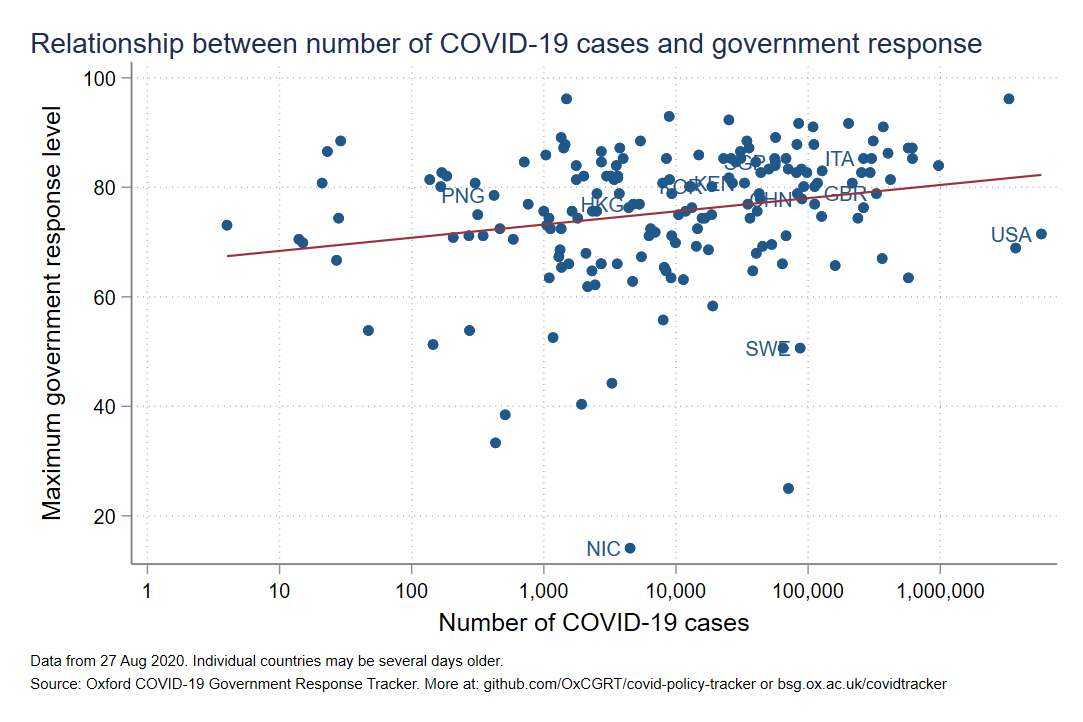 Relationship between number of COVID-19 cases and government response
Maximum government response level
100
80
60
40
20
SGP
ITA
KOR
KEN
PNG
HKG
CHN
GBR
USA
SWE
NIC
1
10
100
1,000
10,000
100,000
1,000,000
Number of COVID-19 cases
Data from 27 Aug 2020. Individual countries may be several days older.
Source: Oxford COVID-19 Government Response Tracker. More at: github.com/OxCGRT/covid-policy-tracker or bsg.ox.ac.uk/covidtracker